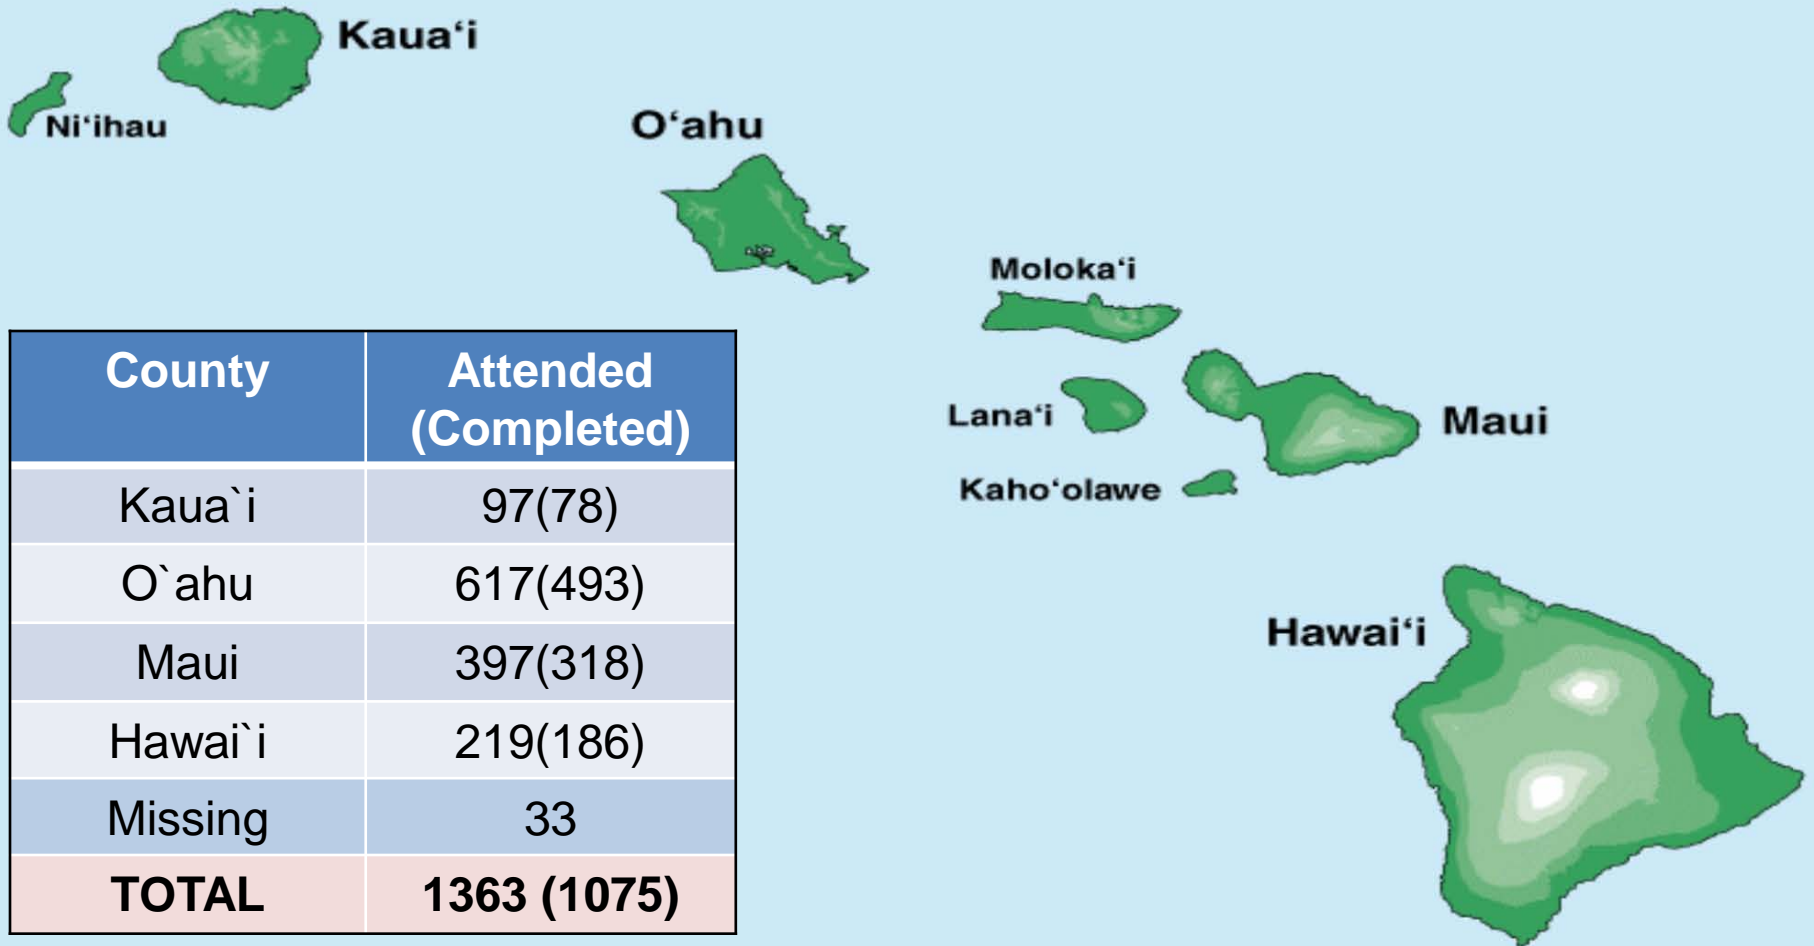 Kaua‘i
Ni‘ihau
O‘ahu
Moloka‘i
Lana‘i
Maui
Kaho‘olawe
Hawai‘i
County Attended
(Completed)
Kaua`i 97(78)
O`ahu 617(493)
Maui 397(318)
Hawai`i 219(186)
Missing 33
TOTAL 1363 (1075)